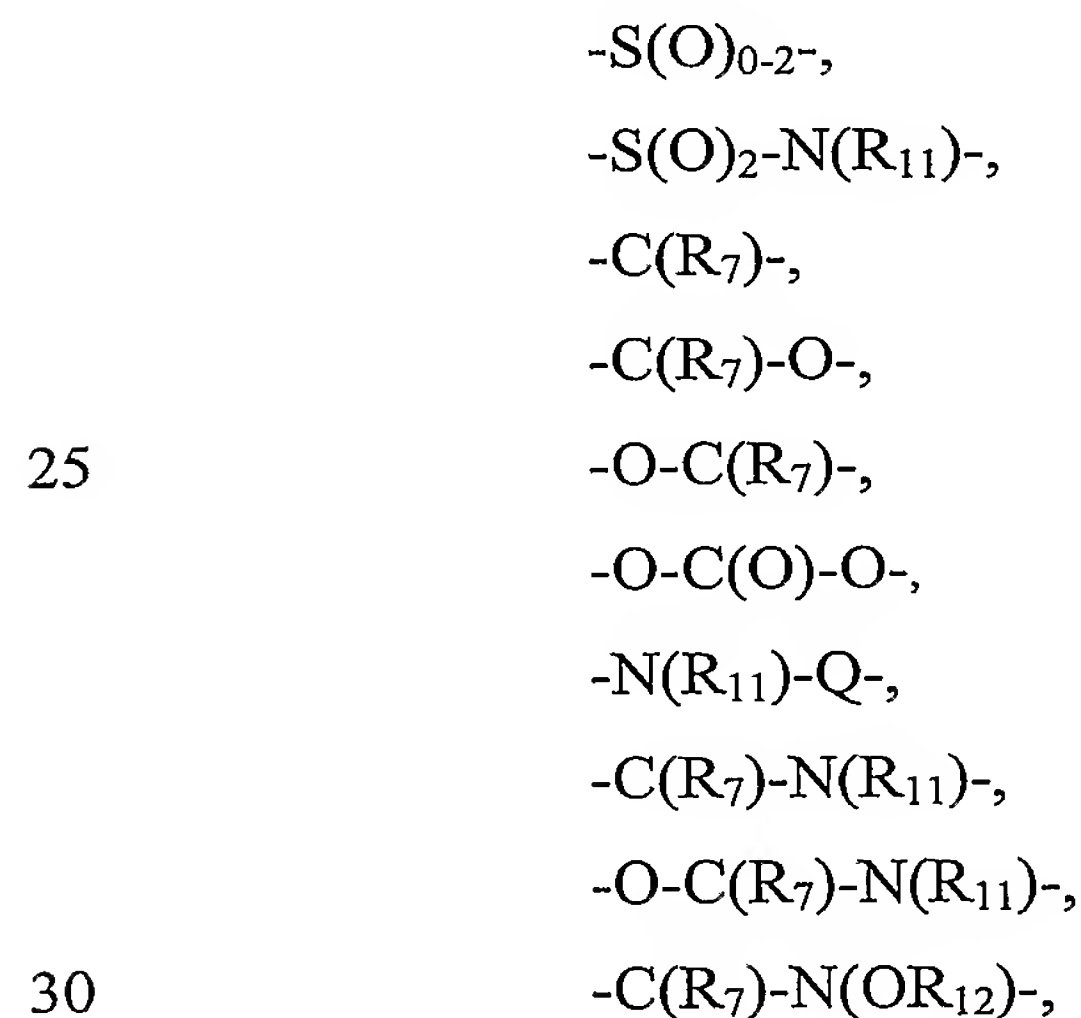 -S(O)₀₋₂-,
-S(O)₂-N(R₁₁)-,
-C(R₇)-,
-C(R₇)-O-,
25 -O-C(R₇)-,
-O-C(O)-O-,
-N(R₁₁)-Q-,
-C(R₇)-N(R₁₁)-,
-O-C(R₇)-N(R₁₁)-,
30 -C(R₇)-N(OR₁₂)-,